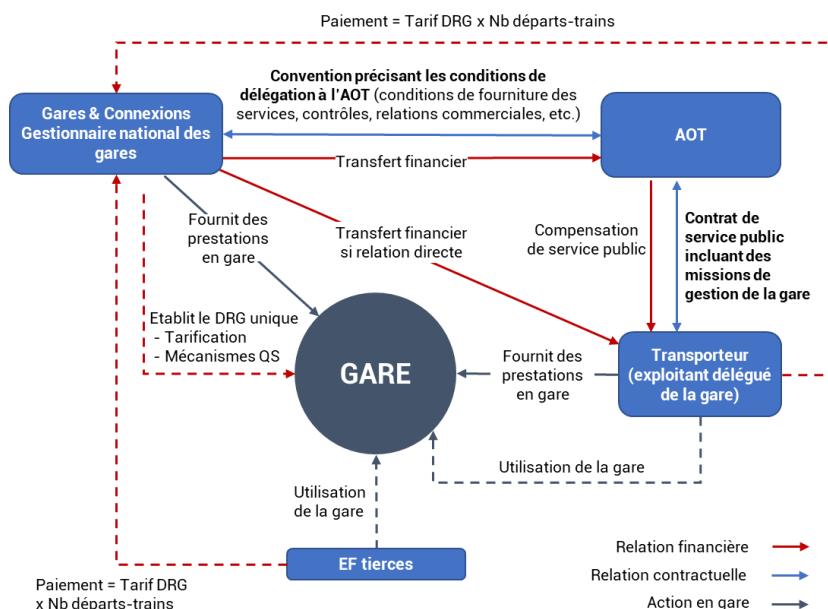 Paiement = Tarif DRG x Nb départs-trains
Convention précisant les conditions de
délégation à l'AOT (conditions de fourniture des
services, contrôles, relations commerciales, etc.)
Gares & Connexions
Gestionnaire national des
gares
AOT
Transfert financier
Fournit des
prestations
en gare
Transfert financier
si relation directe
Compensation
de service public
Contrat de
service public
incluant des
missions de
gestion de la gare
Etablit le DRG unique
- Tarification
- Mécanismes QS
GARE
Fournit des
prestations
en gare
Transporteur
(exploitant délégué
de la gare)
Utilisation de la gare
Utilisation
de la gare
EF tierces
Paiement = Tarif DRG
x Nb départs-trains
Relation financière
Relation contractuelle
Action en gare